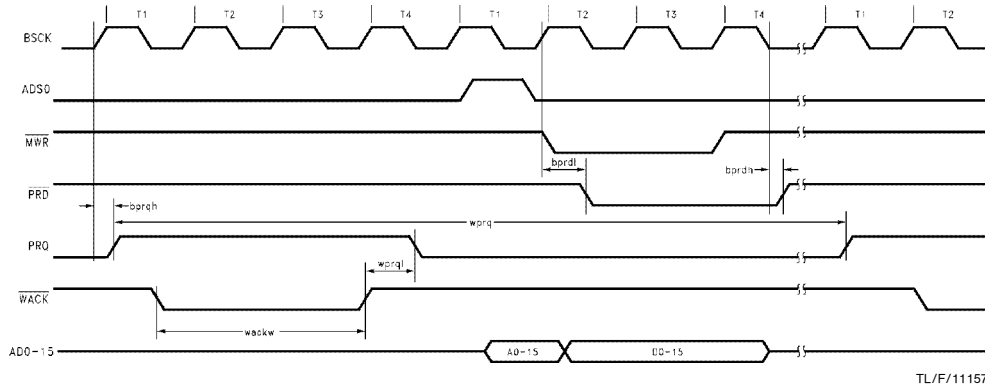 T1 T2 T3 T4 T1 T2 T3 T4 T1 T2
BSCK
ADS0
MWR
bprdl
bprdh
PRD
bprqh
wprq
PRQ
wprql
WACK
wackw
AD0-15
A0-15
D0-15
TL/F/11157